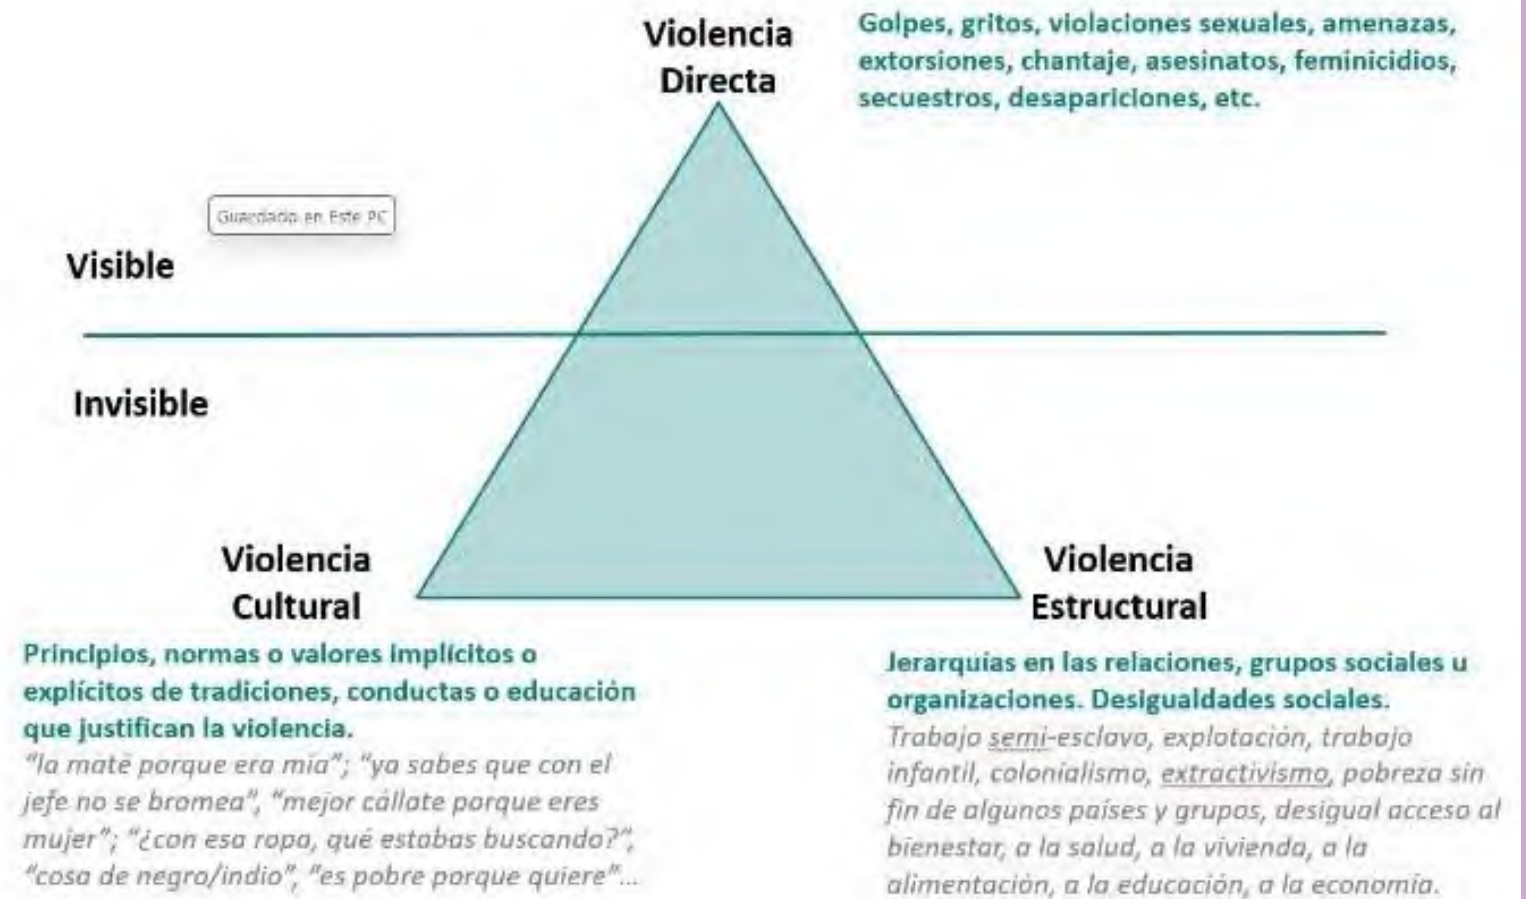 Violencia
Directa
Golpes, gritos, violaciones sexuales, amenazas,
extorsiones, chantaje, asesinatos, feminicidios,
secuestros, desapariciones, etc.
Guardado en Este PC
Visible
Invisible
Violencia
Cultural
Principios, normas o valores implícitos o
explícitos de tradiciones, conductas o educación
que justifican la violencia.
“la maté porque era mía”; “ya sabes que con el
jefe no se bromea”, “mejor cállate porque eres
mujer”; “¿con esa ropa, qué estabas buscando?”,
“cosa de negro/indio”, “es pobre porque quiere”...
Violencia
Estructural
Jerarquías en las relaciones, grupos sociales u
organizaciones. Desigualdades sociales.
Trabajo semi-esclavo, explotación, trabajo
infantil, colonialismo, extractivismo, pobreza sin
fin de algunos países y grupos, desigual acceso al
bienestar, a la salud, a la vivienda, a la
alimentación, a la educación, a la economía.